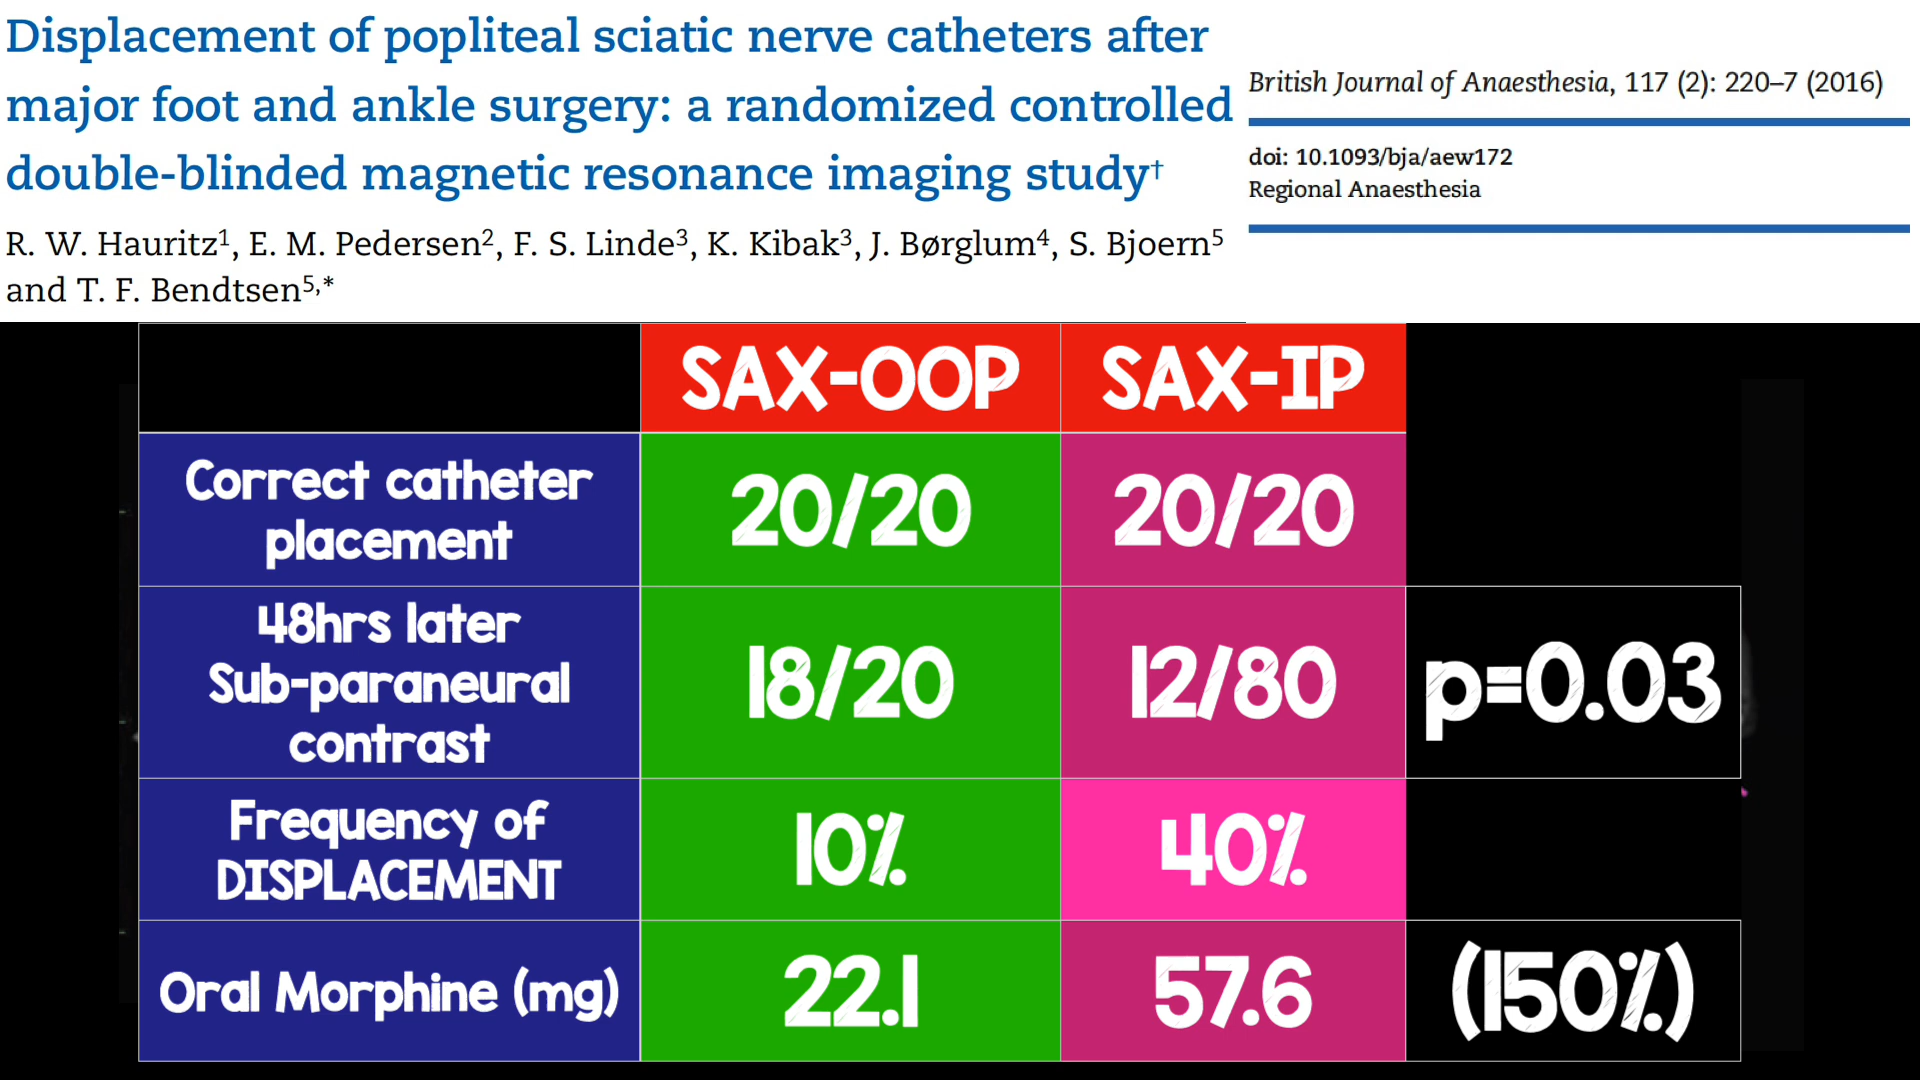 Displacement of popliteal sciatic nerve catheters after
major foot and ankle surgery: a randomized controlled
double-blinded magnetic resonance imaging study†
R. W. Hauritz1, E. M. Pedersen2, F. S. Linde3, K. Kibak3, J. Børglum4, S. Bjoern5
and T. F. Bendtsen5,*
British Journal of Anaesthesia, 117 (2): 220–7 (2016)
doi: 10.1093/bja/aew172
Regional Anaesthesia
SAX-OOP SAX-IP
Correct catheter
placement
20/20 20/20
48hrs later
Sub-paraneural
contrast
18/20 12/80 p=0.03
Frequency of
DISPLACEMENT
10% 40%
Oral Morphine (mg) 22.1 57.6 (150%)